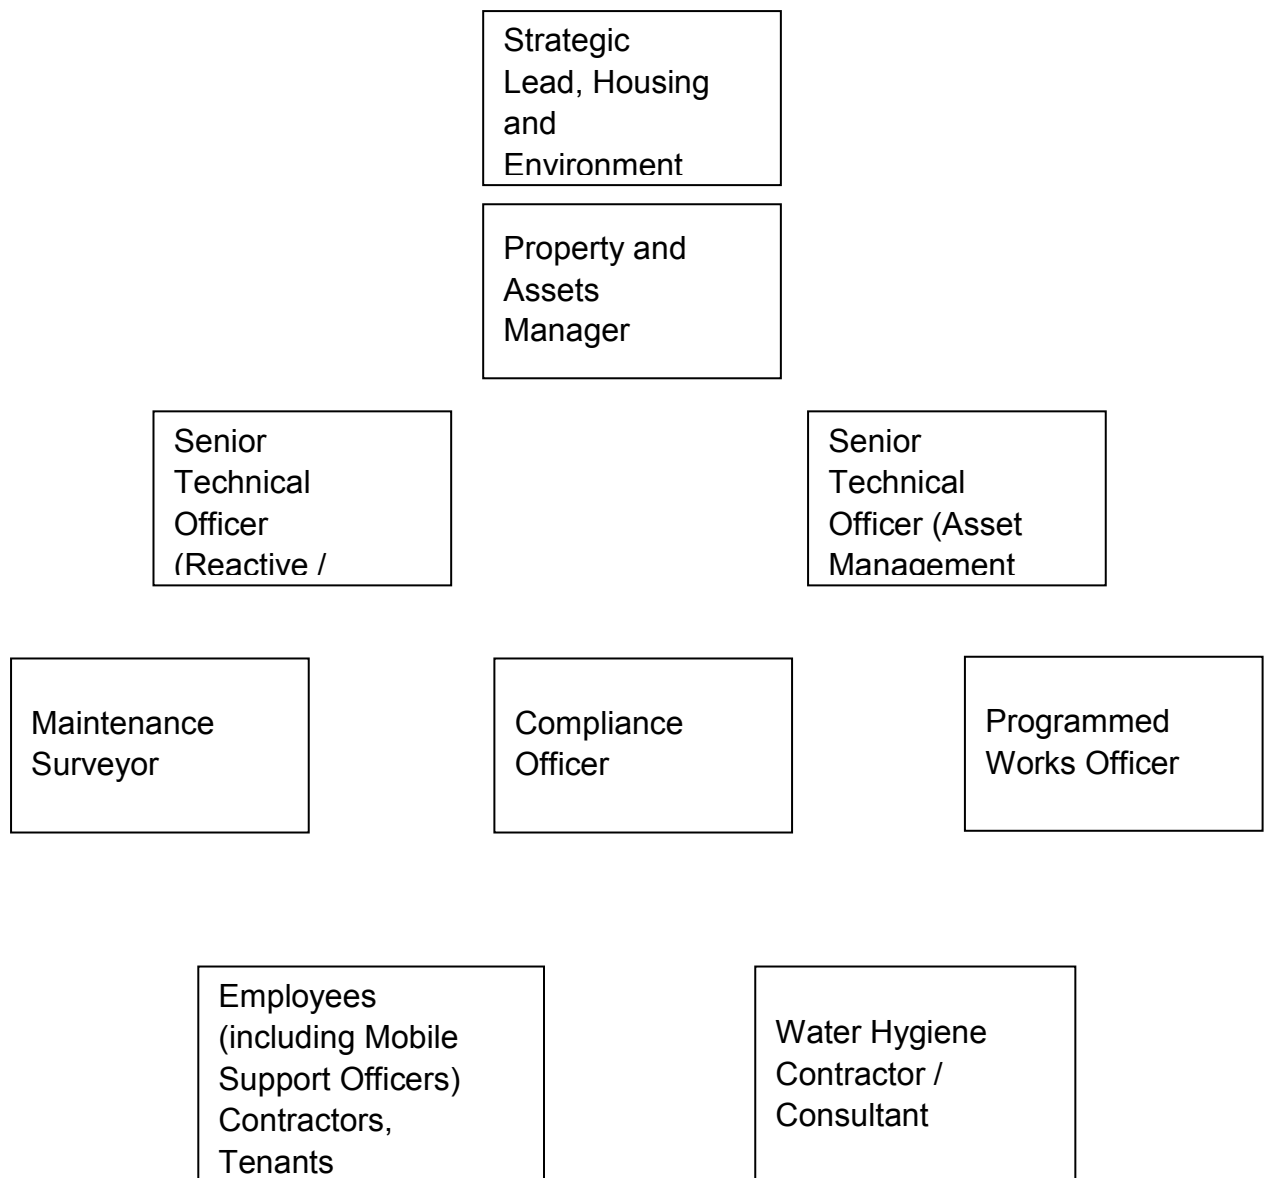 Strategic
Lead, Housing
and
Environment
Property and
Assets
Manager
Senior
Technical
Officer
(Reactive /
Senior
Technical
Officer (Asset
Management
Maintenance
Surveyor
Compliance
Officer
Programmed
Works Officer
Employees
(including Mobile
Support Officers)
Contractors,
Tenants
Water Hygiene
Contractor /
Consultant